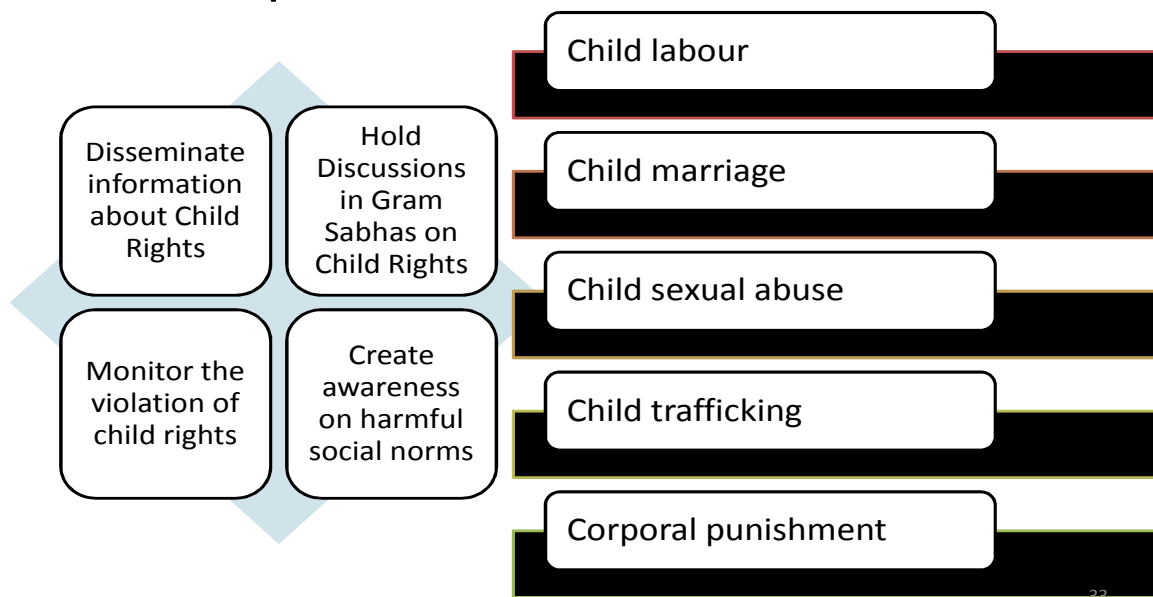 Disseminate
information
about Child
Rights
Hold
Discussions
in Gram
Sabhas on
Child Rights
Monitor the
violation of
child rights
Create
awareness
on harmful
social norms
Child labour
Child marriage
Child sexual abuse
Child trafficking
Corporal punishment
33